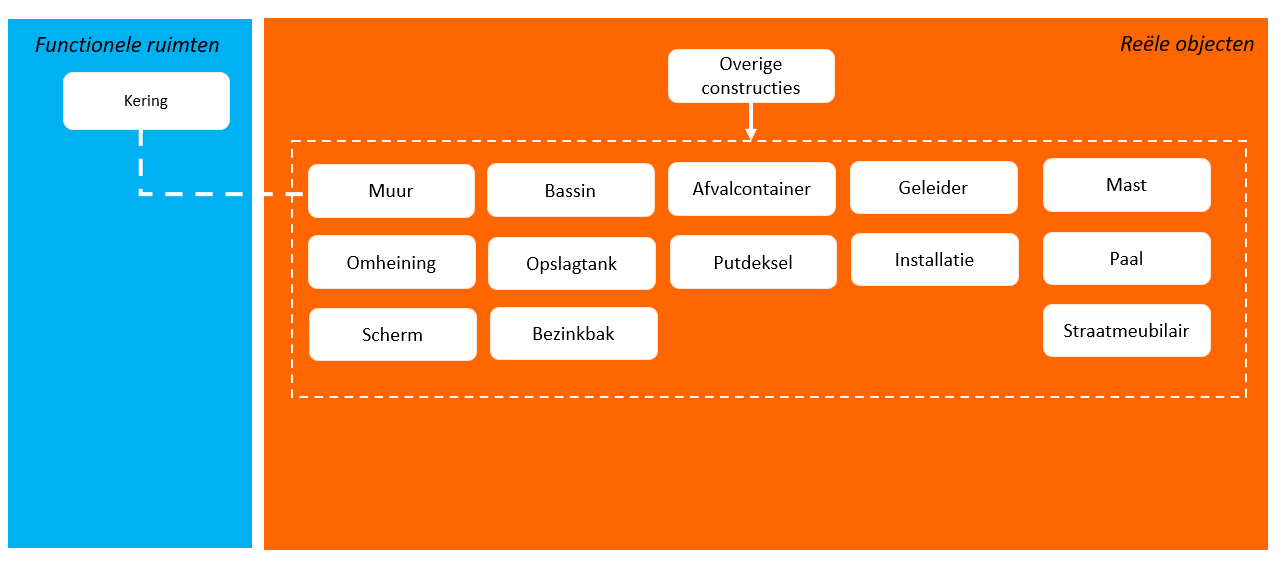 Functionele ruimten
Kering
Reële objecten
Overige
constructies
Muur
Bassin
Afvalcontainer
Geleider
Mast
Omheining
Opslagtank
Putdeksel
Installatie
Paal
Scherm
Bezinkbak
Straatmeubilair